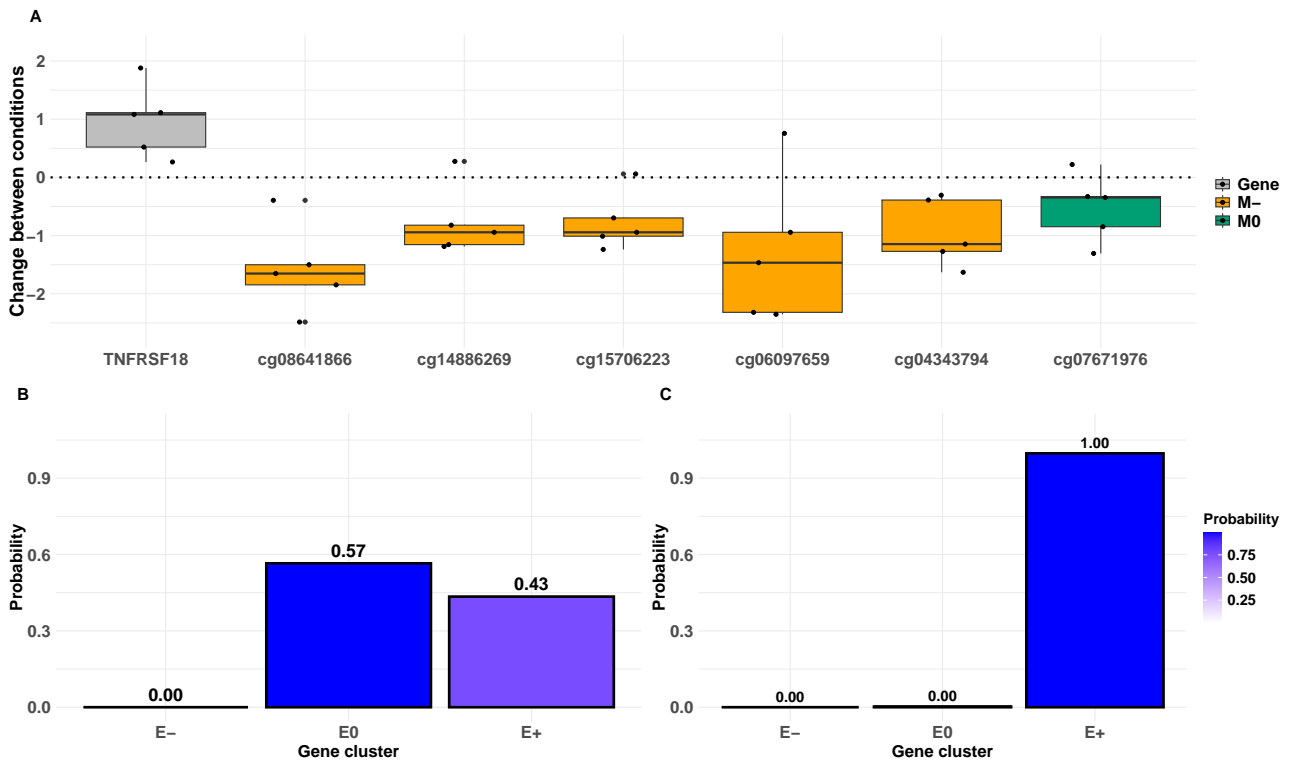 A
Change between conditions
2
1
0
−1
−2
TNFRSF18
cg08641866
cg14886269
cg15706223
cg06097659
cg04343794
cg07671976
Gene
M−
M0
B
Probability
0.9
0.6
0.3
0.0
0.00
0.57
0.43
E−
E0
E+
Gene cluster
C
Probability
0.9
0.6
0.3
0.0
0.00
0.00
1.00
E−
E0
E+
Gene cluster
Probability
0.75
0.50
0.25